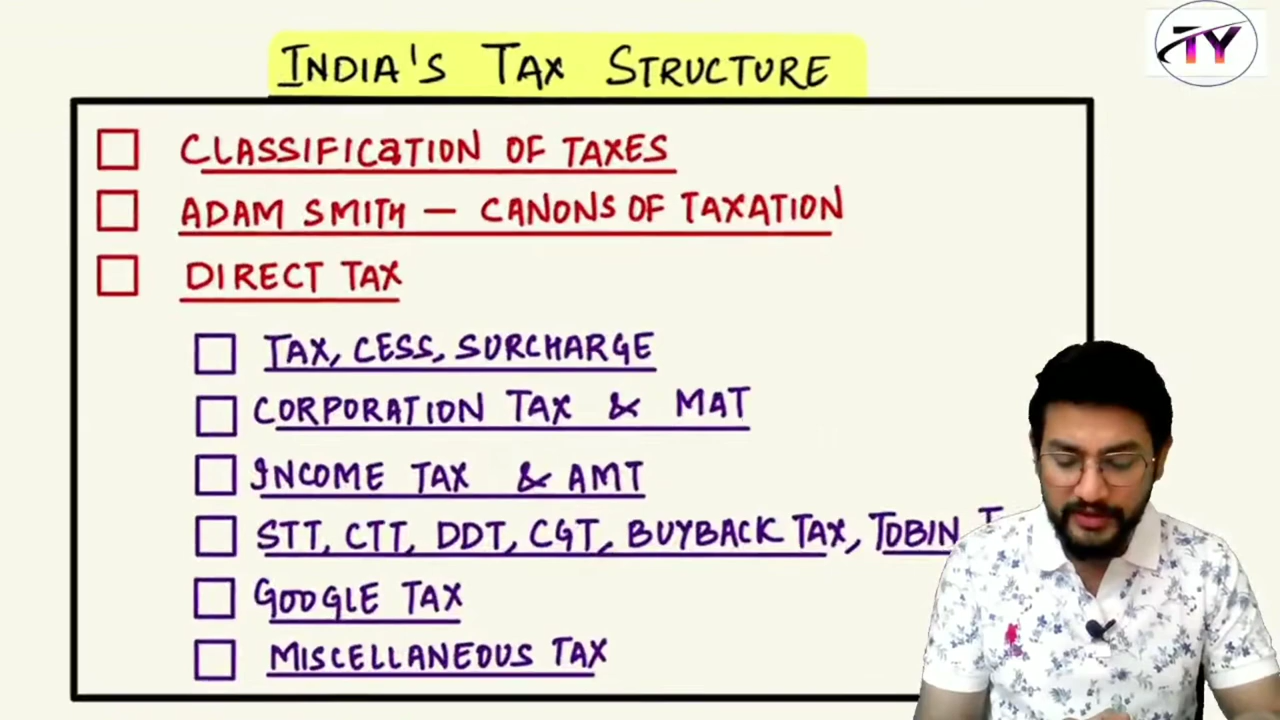 INDIA'S TAX STRUCTURE
TY
CLASSIFICATION OF TAXES
ADAM SMITH — CANONS OF TAXATION
DIRECT TAX
TAX, CESS, SURCHARGE
CORPORATION TAX & MAT
INCOME TAX & AMT
STT, CTT, DDT, CGT, BUYBACK TAX, TOBIN
GOOGLE TAX
MISCELLANEOUS TAX